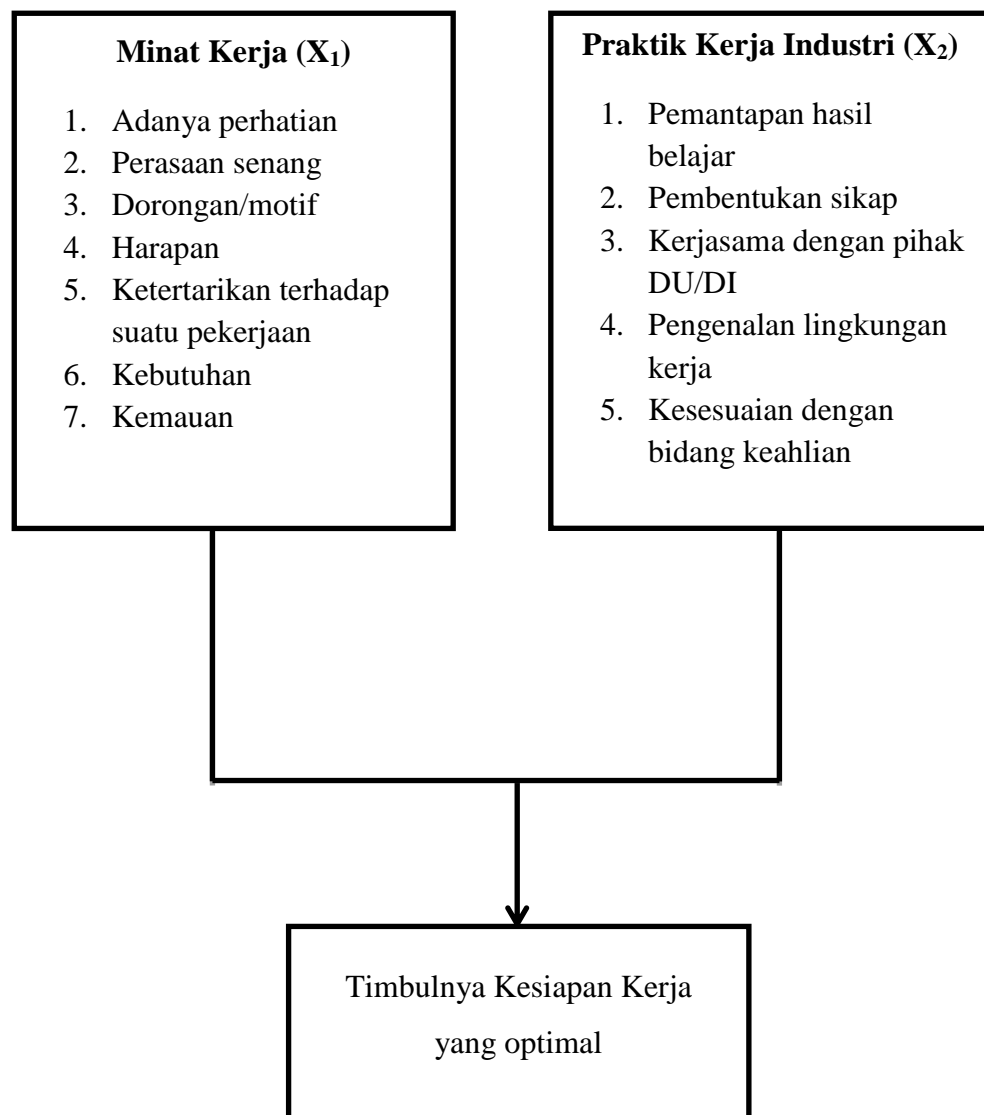 Minat Kerja (X₁)
1. Adanya perhatian
2. Perasaan senang
3. Dorongan/motif
4. Harapan
5. Ketertarikan terhadap
suatu pekerjaan
6. Kebutuhan
7. Kemauan
Praktik Kerja Industri (X₂)
1. Pemantapan hasil
belajar
2. Pembentukan sikap
3. Kerjasama dengan pihak
DU/DI
4. Pengenalan lingkungan
kerja
5. Kesesuaian dengan
bidang keahlian
Timbulnya Kesiapan Kerja
yang optimal